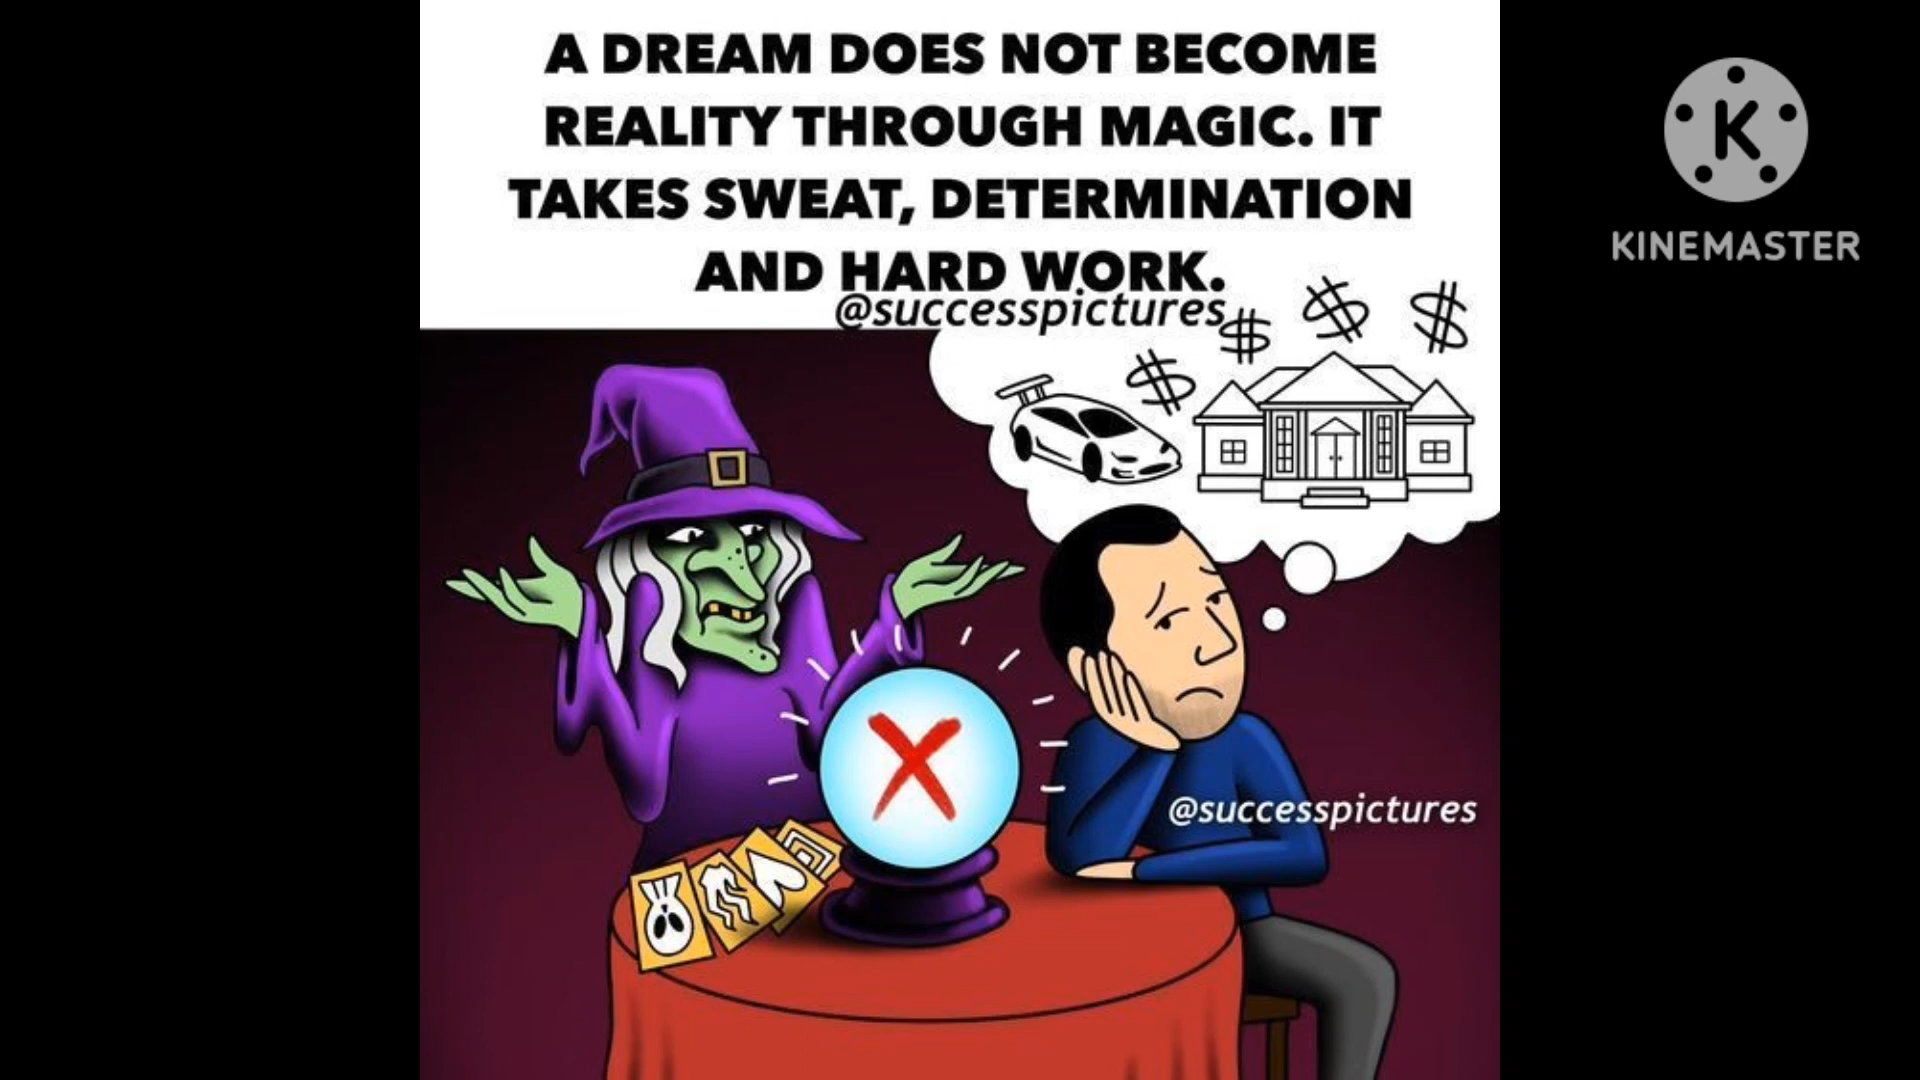 A DREAM DOES NOT BECOME
REALITY THROUGH MAGIC. IT
TAKES SWEAT, DETERMINATION
AND HARD WORK.
@successpictures
$ $ $ $
X
@successpictures
K
KINEMASTER